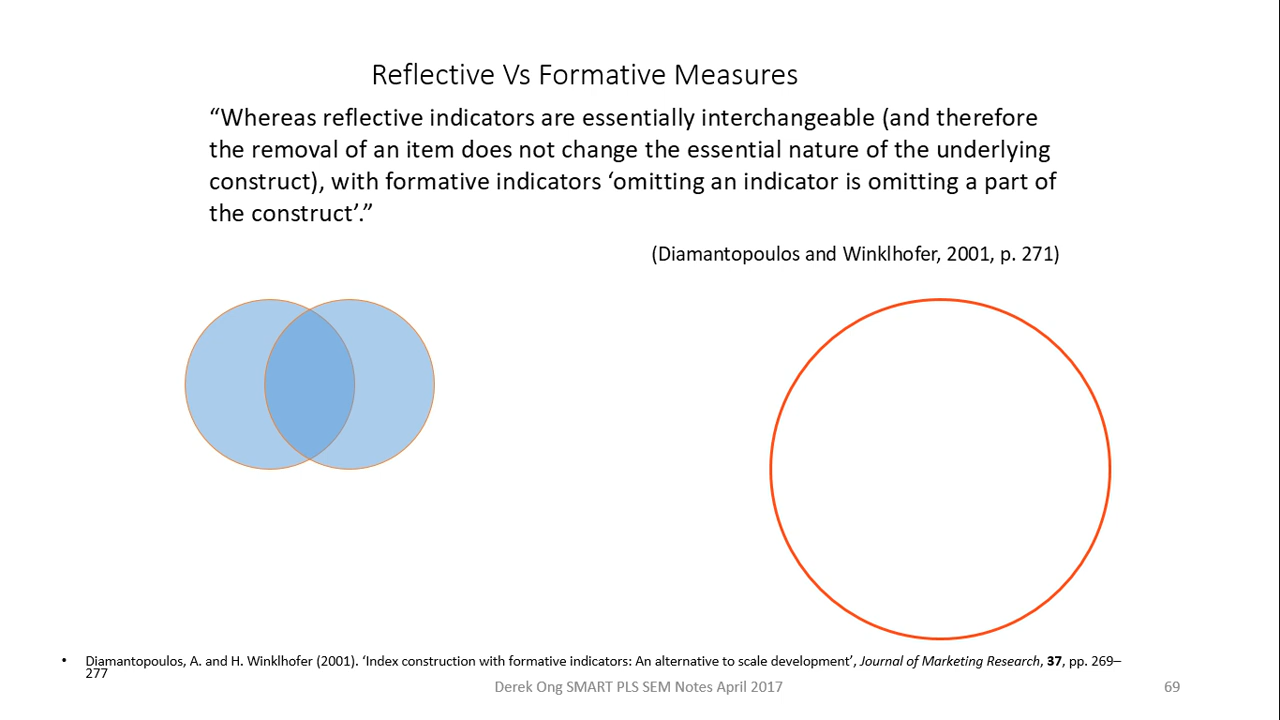 Reflective Vs Formative Measures
“Whereas reflective indicators are essentially interchangeable (and therefore
the removal of an item does not change the essential nature of the underlying
construct), with formative indicators ‘omitting an indicator is omitting a part of
the construct’.”
(Diamantopoulos and Winklhofer, 2001, p. 271)
• Diamantopoulos, A. and H. Winklhofer (2001). ‘Index construction with formative indicators: An alternative to scale development’, Journal of Marketing Research, 37, pp. 269–
277
Derek Ong SMART PLS SEM Notes April 2017
69